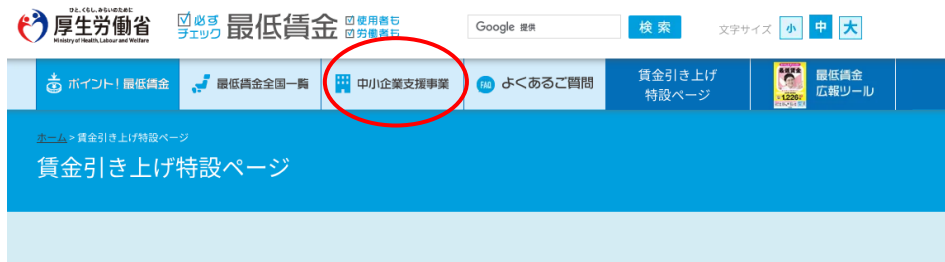 ひと、くらし、みらいのために
厚生労働省
Ministry of Health, Labour and Welfare
必ずチェック 最低賃金 使用者も 労働者も
Google 提供
検索
文字サイズ 小 中 大
ポイント!最低賃金
最低賃金全国一覧
中小企業支援事業
FAQ よくあるご質問
賃金引き上げ
特設ページ
最低賃金
広報ツール
ホーム > 賃金引き上げ特設ページ
賃金引き上げ特設ページ